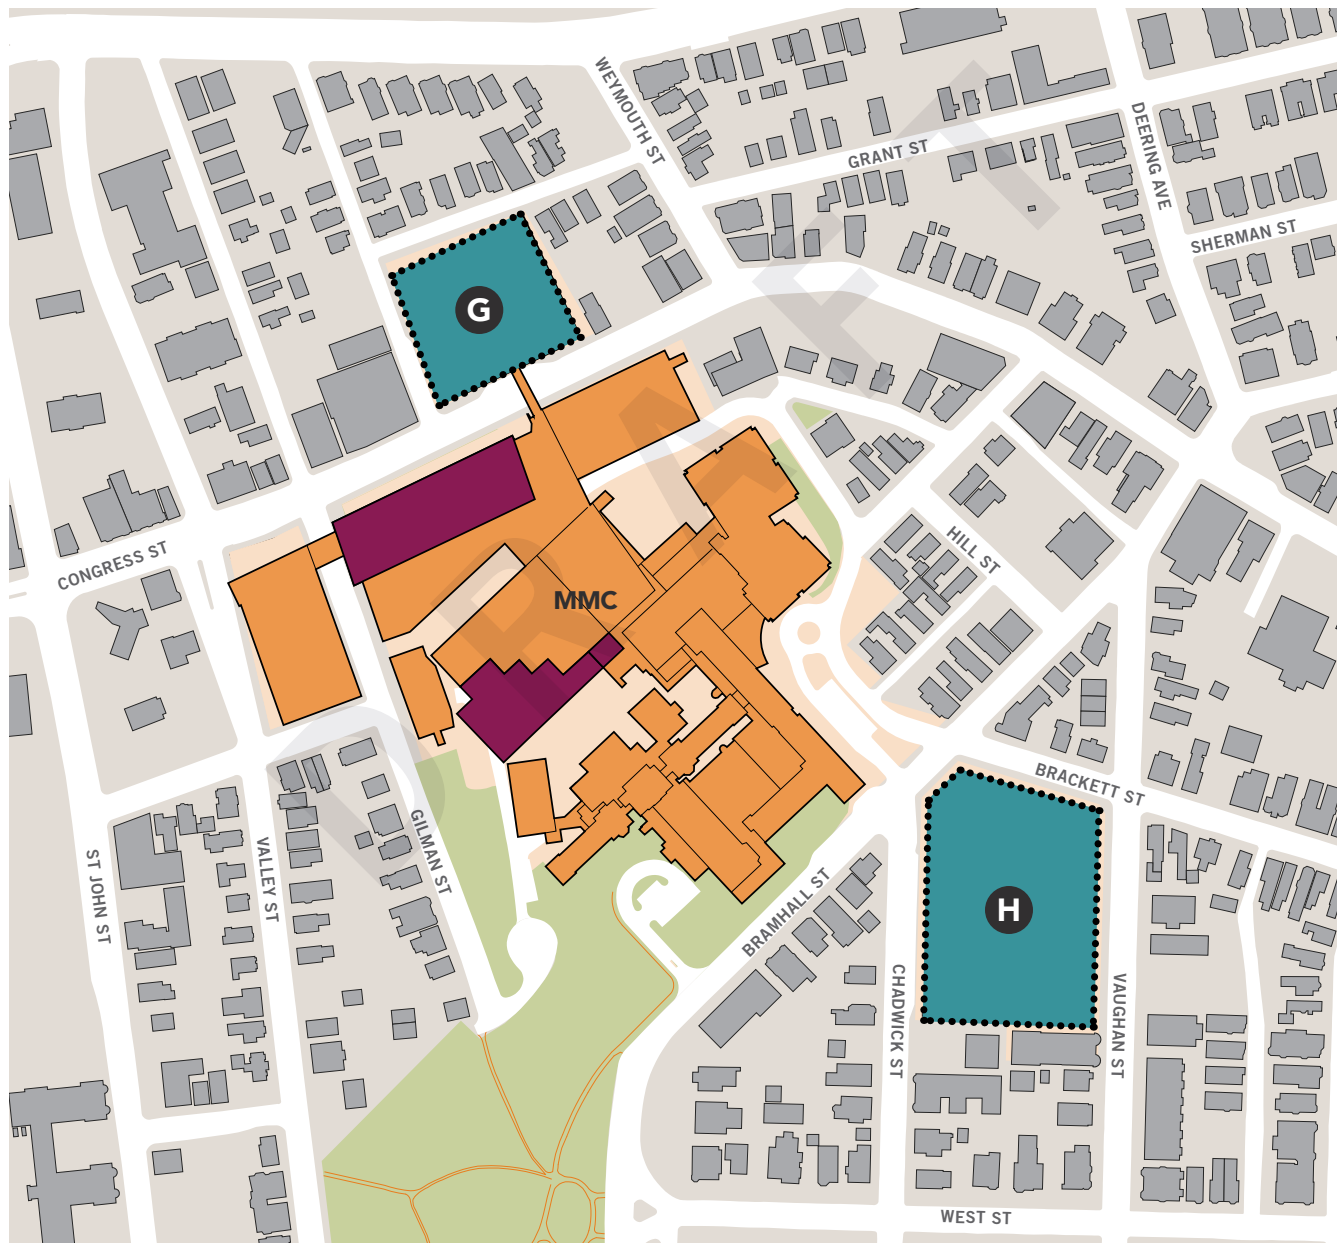 WEYMOUTH ST
DEERING AVE
GRANT ST
SHERMAN ST
G
CONGRESS ST
HILL ST
MMC
BRACKETT ST
GILMAN ST
VALLEY ST
ST JOHN ST
BRAMHALL ST
H
CHADWICK ST
VAUGHAN ST
WEST ST
DRAFT